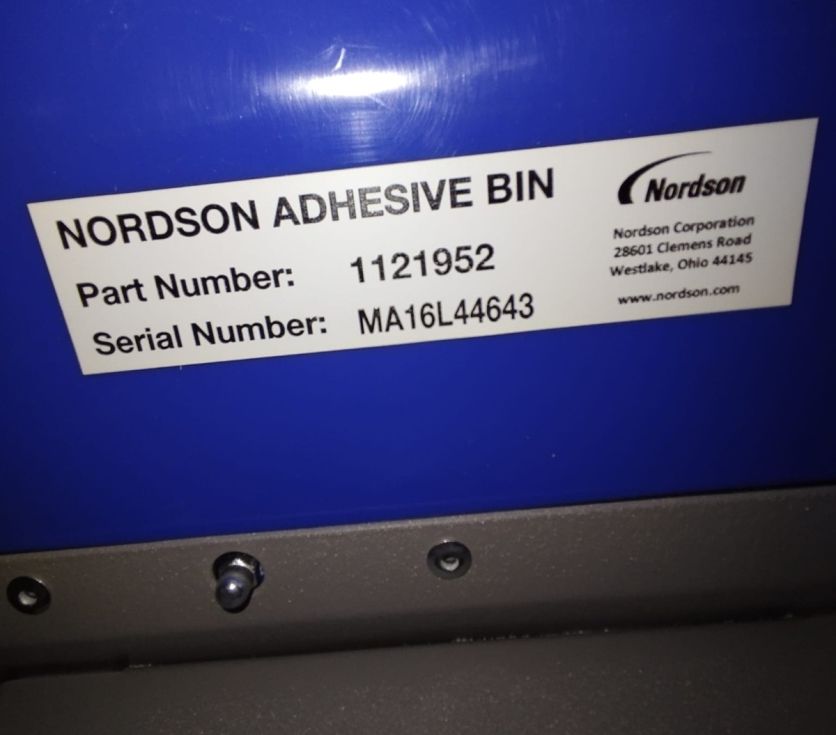 NORDSON ADHESIVE BIN
Part Number: 1121952
Serial Number: MA16L44643
Nordson
Nordson Corporation
28601 Clemens Road
Westlake, Ohio 44145
www.nordson.com